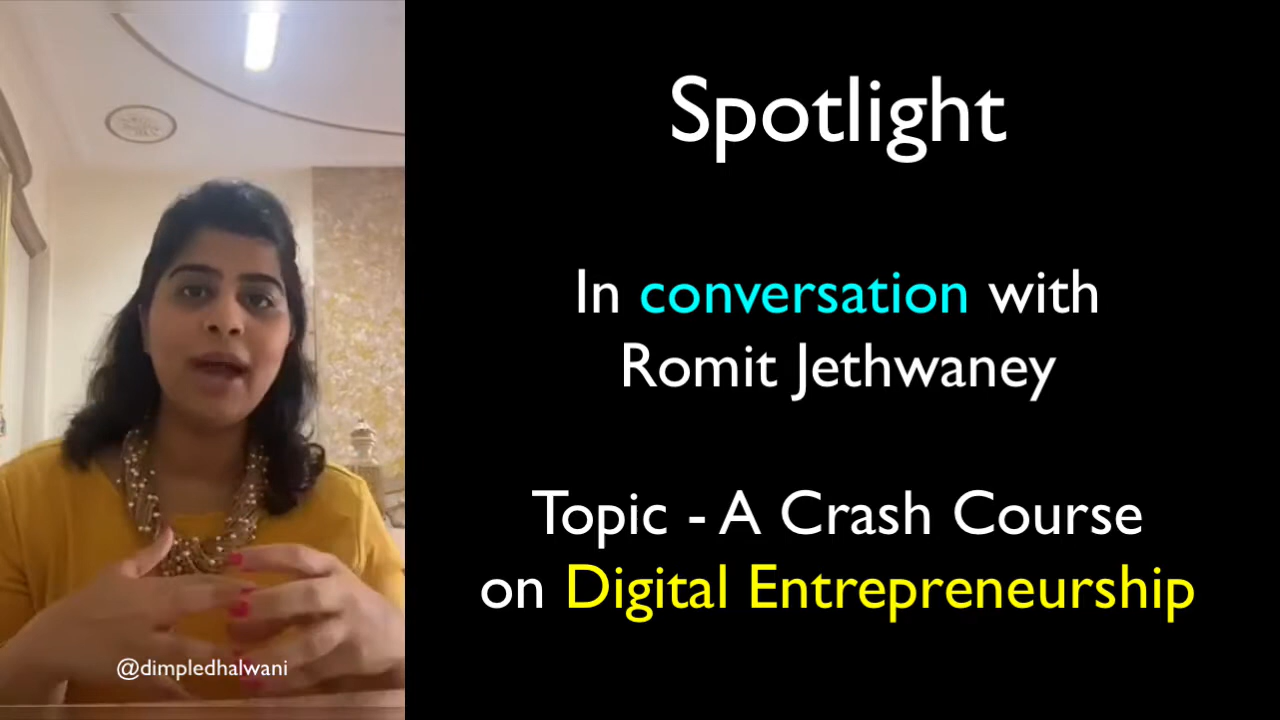 Spotlight
In conversation with
Romit Jethwaney
Topic - A Crash Course
on Digital Entrepreneurship
@dimpledhalwani